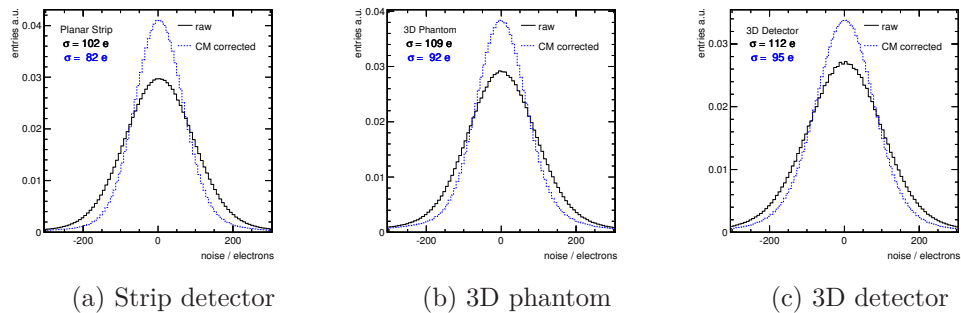 entries a.u.
0.04
0.03
0.02
0.01
0
Planar Strip
σ = 102 e
σ = 82 e
raw
CM corrected
-200
0
200
noise / electrons
(a) Strip detector
entries a.u.
0.04
0.03
0.02
0.01
0
3D Phantom
σ = 109 e
σ = 92 e
raw
CM corrected
-200
0
200
noise / electrons
(b) 3D phantom
entries a.u.
0.03
0.02
0.01
0
3D Detector
σ = 112 e
σ = 95 e
raw
CM corrected
-200
0
200
noise / electrons
(c) 3D detector